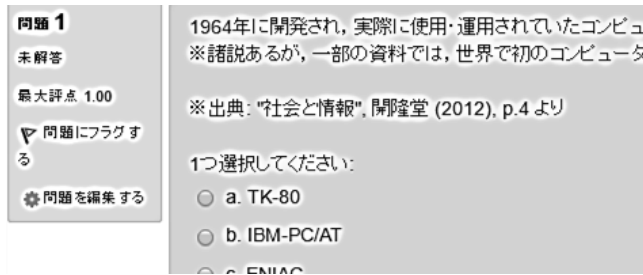 問題 1
未解答
最大評点 1.00
問題にフラグす
る
問題を編集する
1964年に開発され, 実際に使用・運用されていたコンピュ
※諸説あるが, 一部の資料では, 世界で初のコンピュータ
※出典: "社会と情報", 開隆堂 (2012), p.4 より
1つ選択してください:
a. TK-80
b. IBM-PC/AT
c. ENIAC